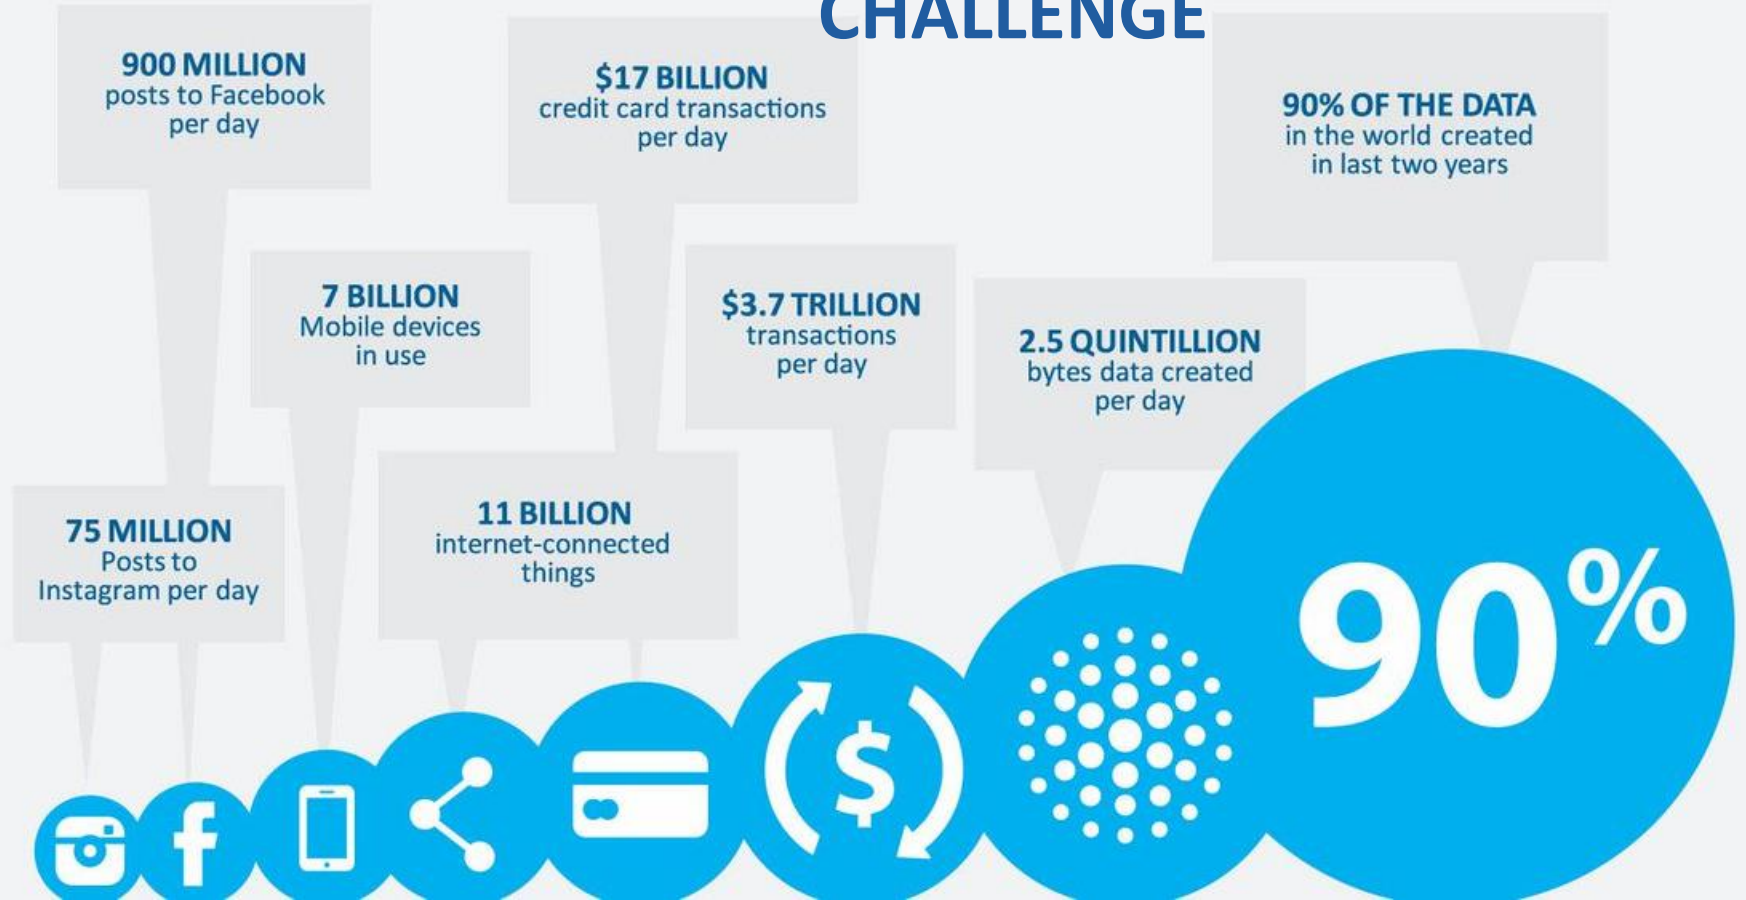 CHALLENGE
900 MILLION
posts to Facebook
per day
$17 BILLION
credit card transactions
per day
90% OF THE DATA
in the world created
in last two years
7 BILLION
Mobile devices
in use
$3.7 TRILLION
transactions
per day
2.5 QUINTILLION
bytes data created
per day
75 MILLION
Posts to
Instagram per day
11 BILLION
internet-connected
things
90%
$